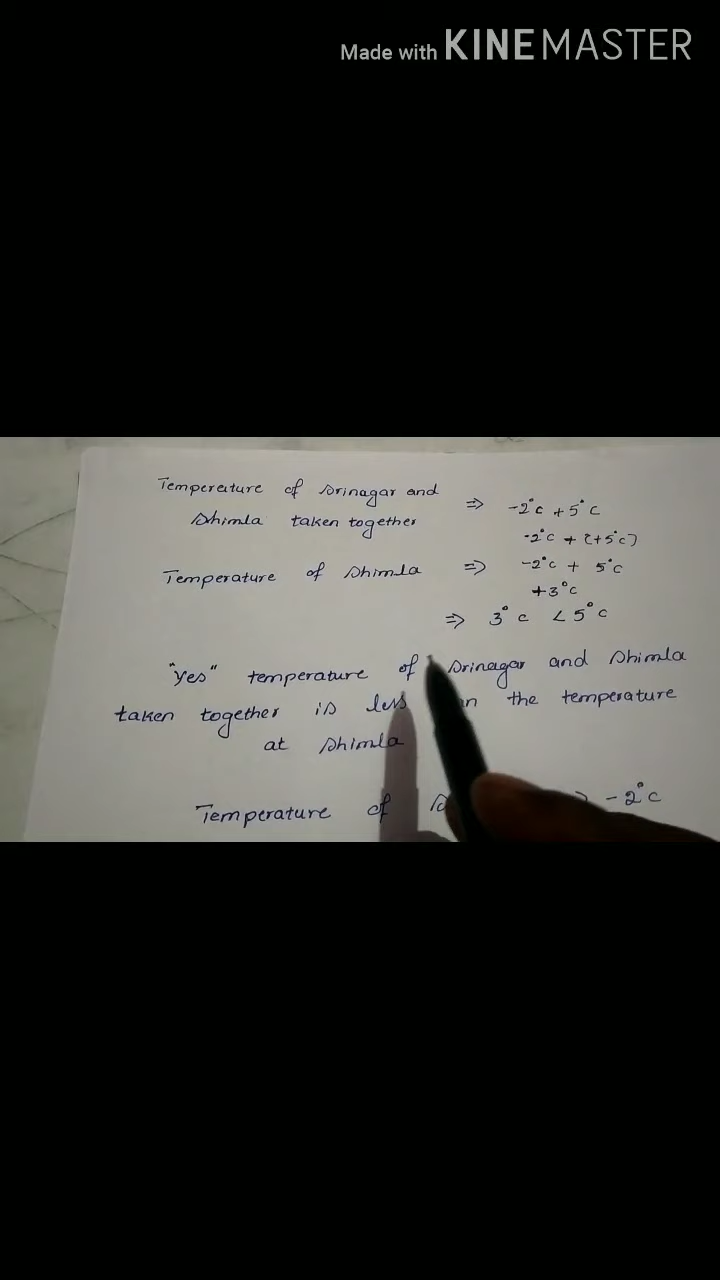 Made with KINEMASTER
Temperature of Srinagar and ⇒ -2°c + 5°c
Shimla taken together -2°c + (+5°c)
Temperature of Shimla ⇒ -2°c + 5°c
+3°c
⇒ 3°c < 5°c
"yes" temperature of Srinagar and Shimla
taken together is less the temperature
at Shimla
Temperature of -2°c